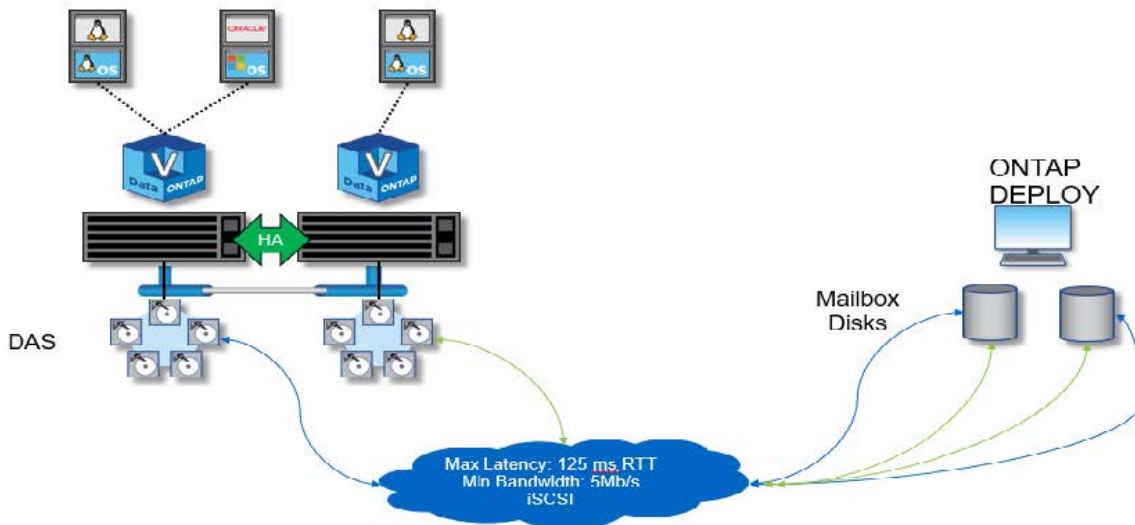 ORACLE
OS
OS
OS
V
Data
ONTAP
V
Data
ONTAP
HA
ONTAP
DEPLOY
Mailbox
Disks
DAS
Max Latency: 125 ms RTT
Min Bandwidth: 5Mb/s
iSCSI